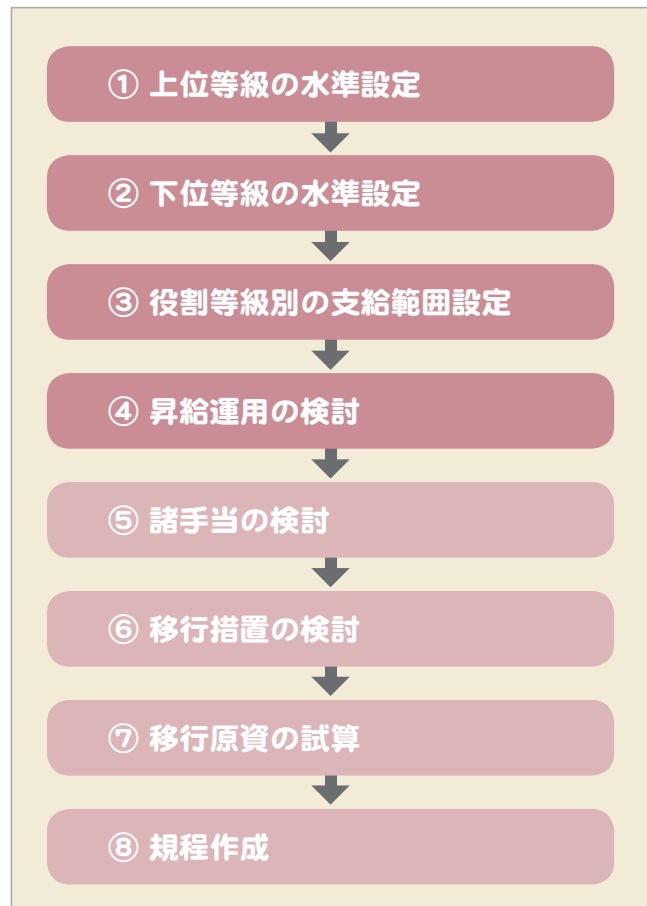 ① 上位等級の水準設定
② 下位等級の水準設定
③ 役割等級別の支給範囲設定
④ 昇給運用の検討
⑤ 諸手当の検討
⑥ 移行措置の検討
⑦ 移行原資の試算
⑧ 規程作成